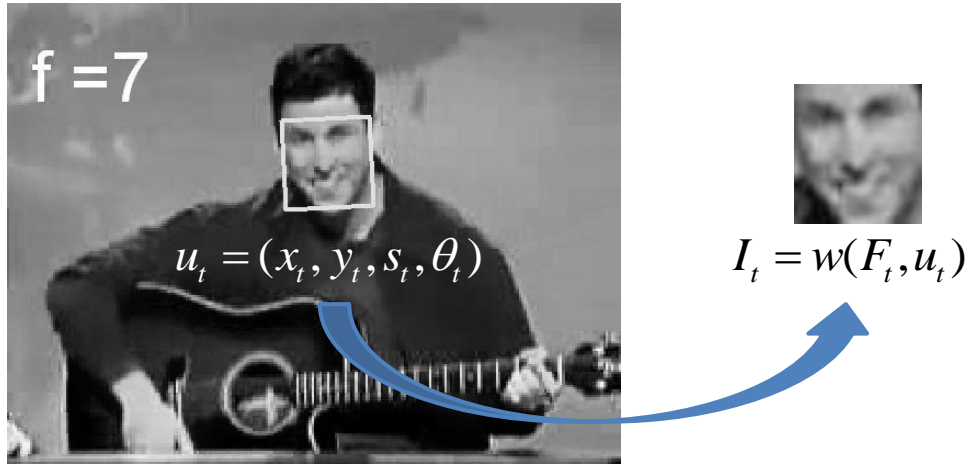 f =7
u_t = (x_t, y_t, s_t, θ_t)
I_t = w(F_t, u_t)